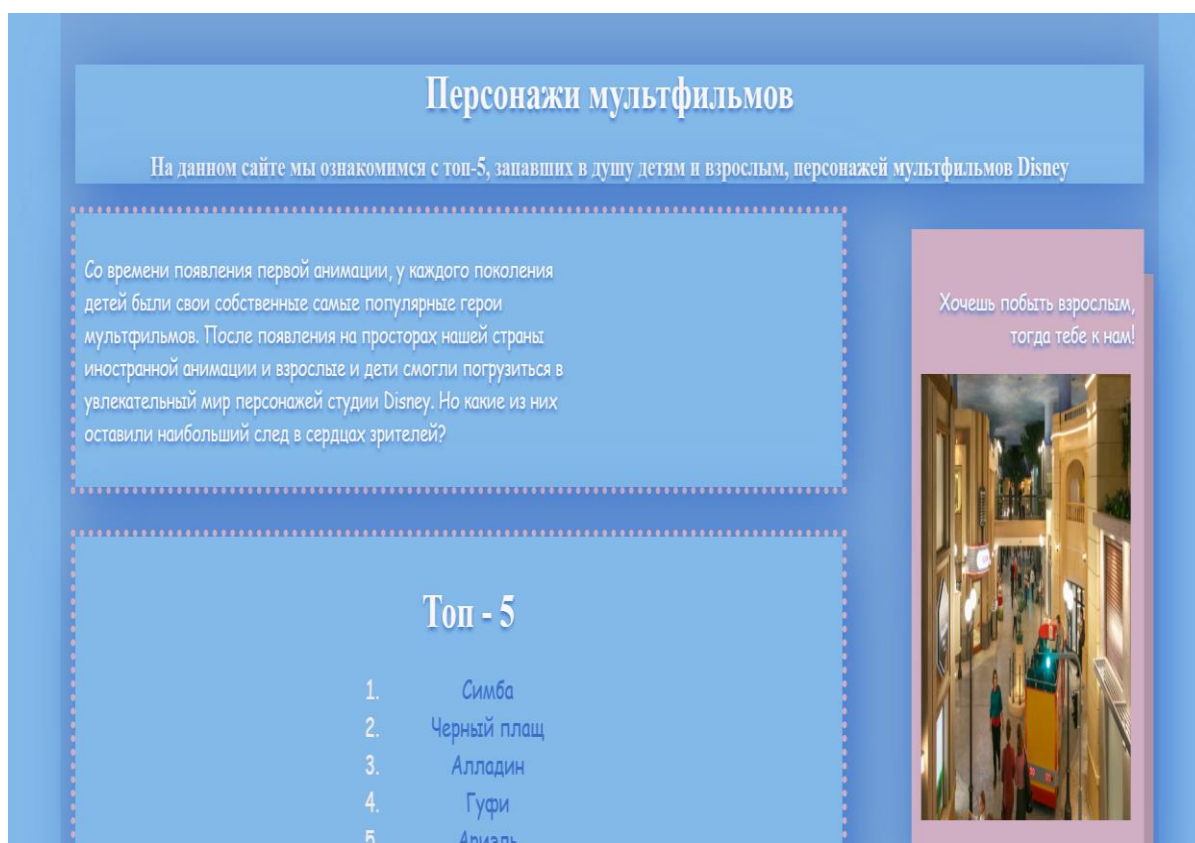 Персонажи мультфильмов
На данном сайте мы ознакомимся с топ-5, запавших в душу детям и взрослым, персонажей мультфильмов Disney
Со времени появления первой анимации, у каждого поколения
детей были свои собственные самые популярные герои
мультфильмов. После появления на просторах нашей страны
иностранной анимации и взрослые и дети смогли погрузиться в
увлекательный мир персонажей студии Disney. Но какие из них
оставили наибольший след в сердцах зрителей?
Хочешь побыть взрослым,
тогда тебе к нам!
Топ - 5
1. Симба
2. Черный плащ
3. Алладин
4. Гуфи
5. Ариэль